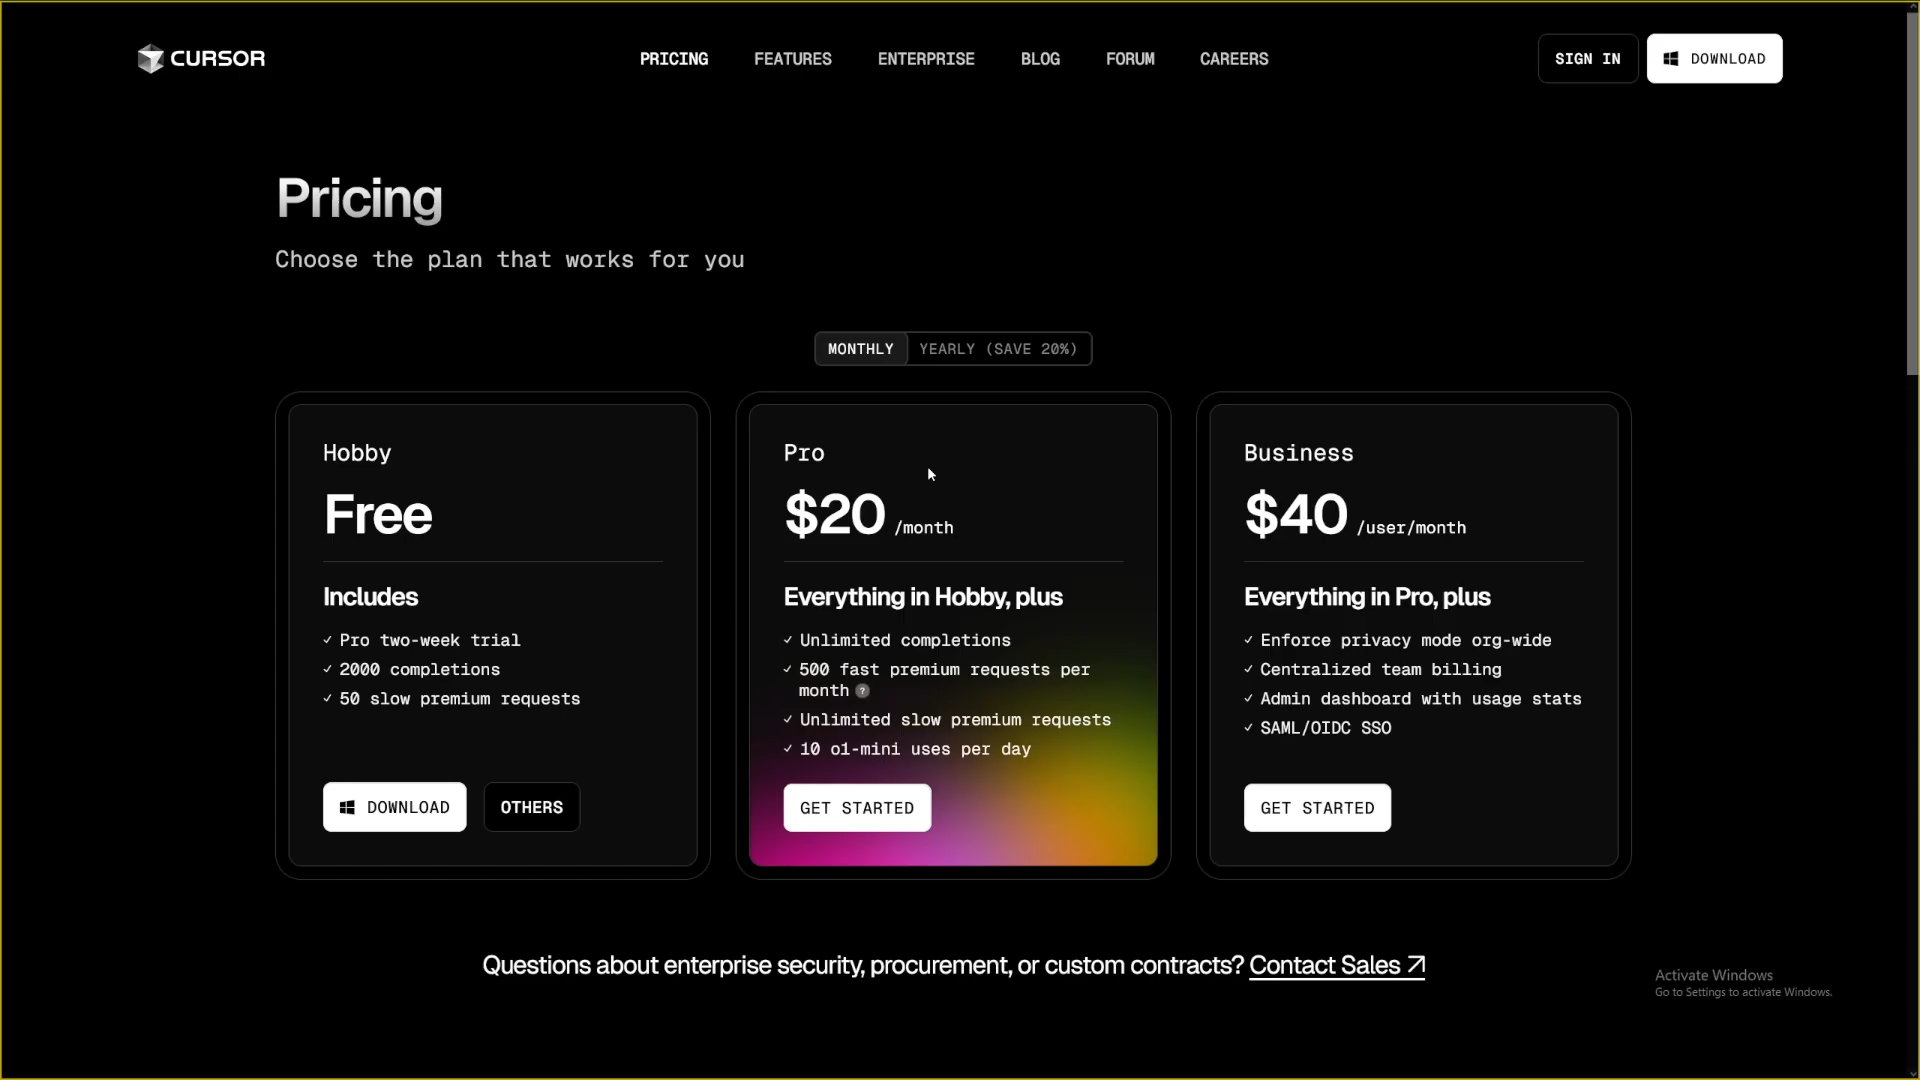 CURSOR
PRICING FEATURES ENTERPRISE BLOG FORUM CAREERS
SIGN IN DOWNLOAD
Pricing
Choose the plan that works for you
MONTHLY YEARLY (SAVE 20%)
Hobby
Free
Includes
✓ Pro two-week trial
✓ 2000 completions
✓ 50 slow premium requests
DOWNLOAD OTHERS
Pro
$20 /month
Everything in Hobby, plus
✓ Unlimited completions
✓ 500 fast premium requests per
month ?
✓ Unlimited slow premium requests
✓ 10 o1-mini uses per day
GET STARTED
Business
$40 /user/month
Everything in Pro, plus
✓ Enforce privacy mode org-wide
✓ Centralized team billing
✓ Admin dashboard with usage stats
✓ SAML/OIDC SSO
GET STARTED
Questions about enterprise security, procurement, or custom contracts? Contact Sales ↗
Activate Windows
Go to Settings to activate Windows.